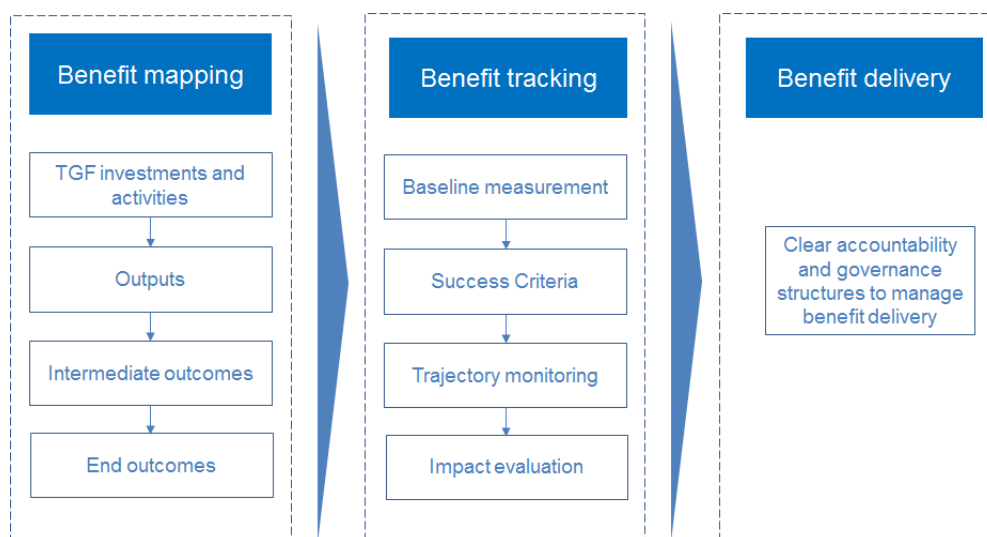 Benefit mapping
TGF investments and
activities
Outputs
Intermediate outcomes
End outcomes
Benefit tracking
Baseline measurement
Success Criteria
Trajectory monitoring
Impact evaluation
Benefit delivery
Clear accountability
and governance
structures to manage
benefit delivery